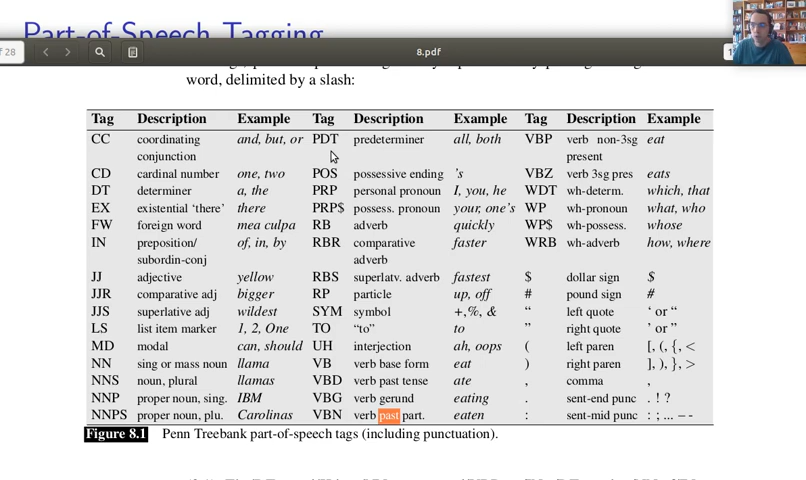 Part-of-Speech Tagging
of 28 8.pdf
word, delimited by a slash:
Tag Description Example Tag Description Example Tag Description Example
CC coordinating and, but, or PDT predeterminer all, both VBP verb non-3sg eat
conjunction present
CD cardinal number one, two POS possessive ending 's VBZ verb 3sg pres eats
DT determiner a, the PRP personal pronoun I, you, he WDT wh-determ. which, that
EX existential ‘there’ there PRP$ possess. pronoun your, one's WP wh-pronoun what, who
FW foreign word mea culpa RB adverb quickly WP$ wh-possess. whose
IN preposition/ of, in, by RBR comparative faster WRB wh-adverb how, where
subordin-conj adverb
JJ adjective yellow RBS superlatv. adverb fastest $ dollar sign $
JJR comparative adj bigger RP particle up, off # pound sign #
JJS superlative adj wildest SYM symbol +,%, & “ left quote ‘ or “
LS list item marker 1, 2, One TO “to” to ” right quote ’ or ”
MD modal can, should UH interjection ah, oops ( left paren [, (, {, <
NN sing or mass noun llama VB verb base form eat ) right paren ], ), }, >
NNS noun, plural llamas VBD verb past tense ate , comma ,
NNP proper noun, sing. IBM VBG verb gerund eating . sent-end punc . ! ?
NNPS proper noun, plu. Carolinas VBN verb past part. eaten : sent-mid punc : ; ... – -
Figure 8.1 Penn Treebank part-of-speech tags (including punctuation).